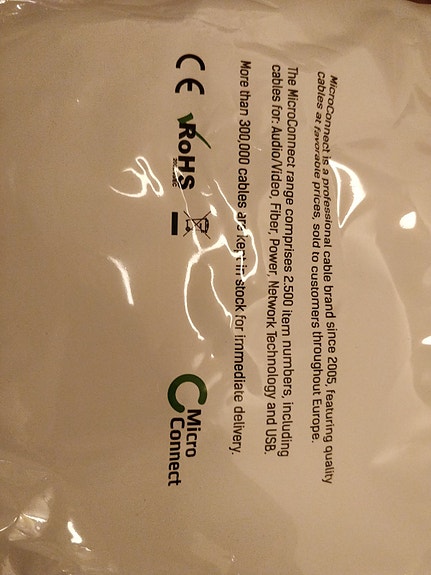 MicroConnect is a professional cable brand since 2005, featuring quality
cables at favorable prices, sold to customers throughout Europe.
The MicroConnect range comprises 2.500 item numbers, including
cables for: Audio/Video, Fiber, Power, Network Technology and USB.
More than 300,000 cables are kept in stock for immediate delivery.
CE RoHS
Micro
Connect